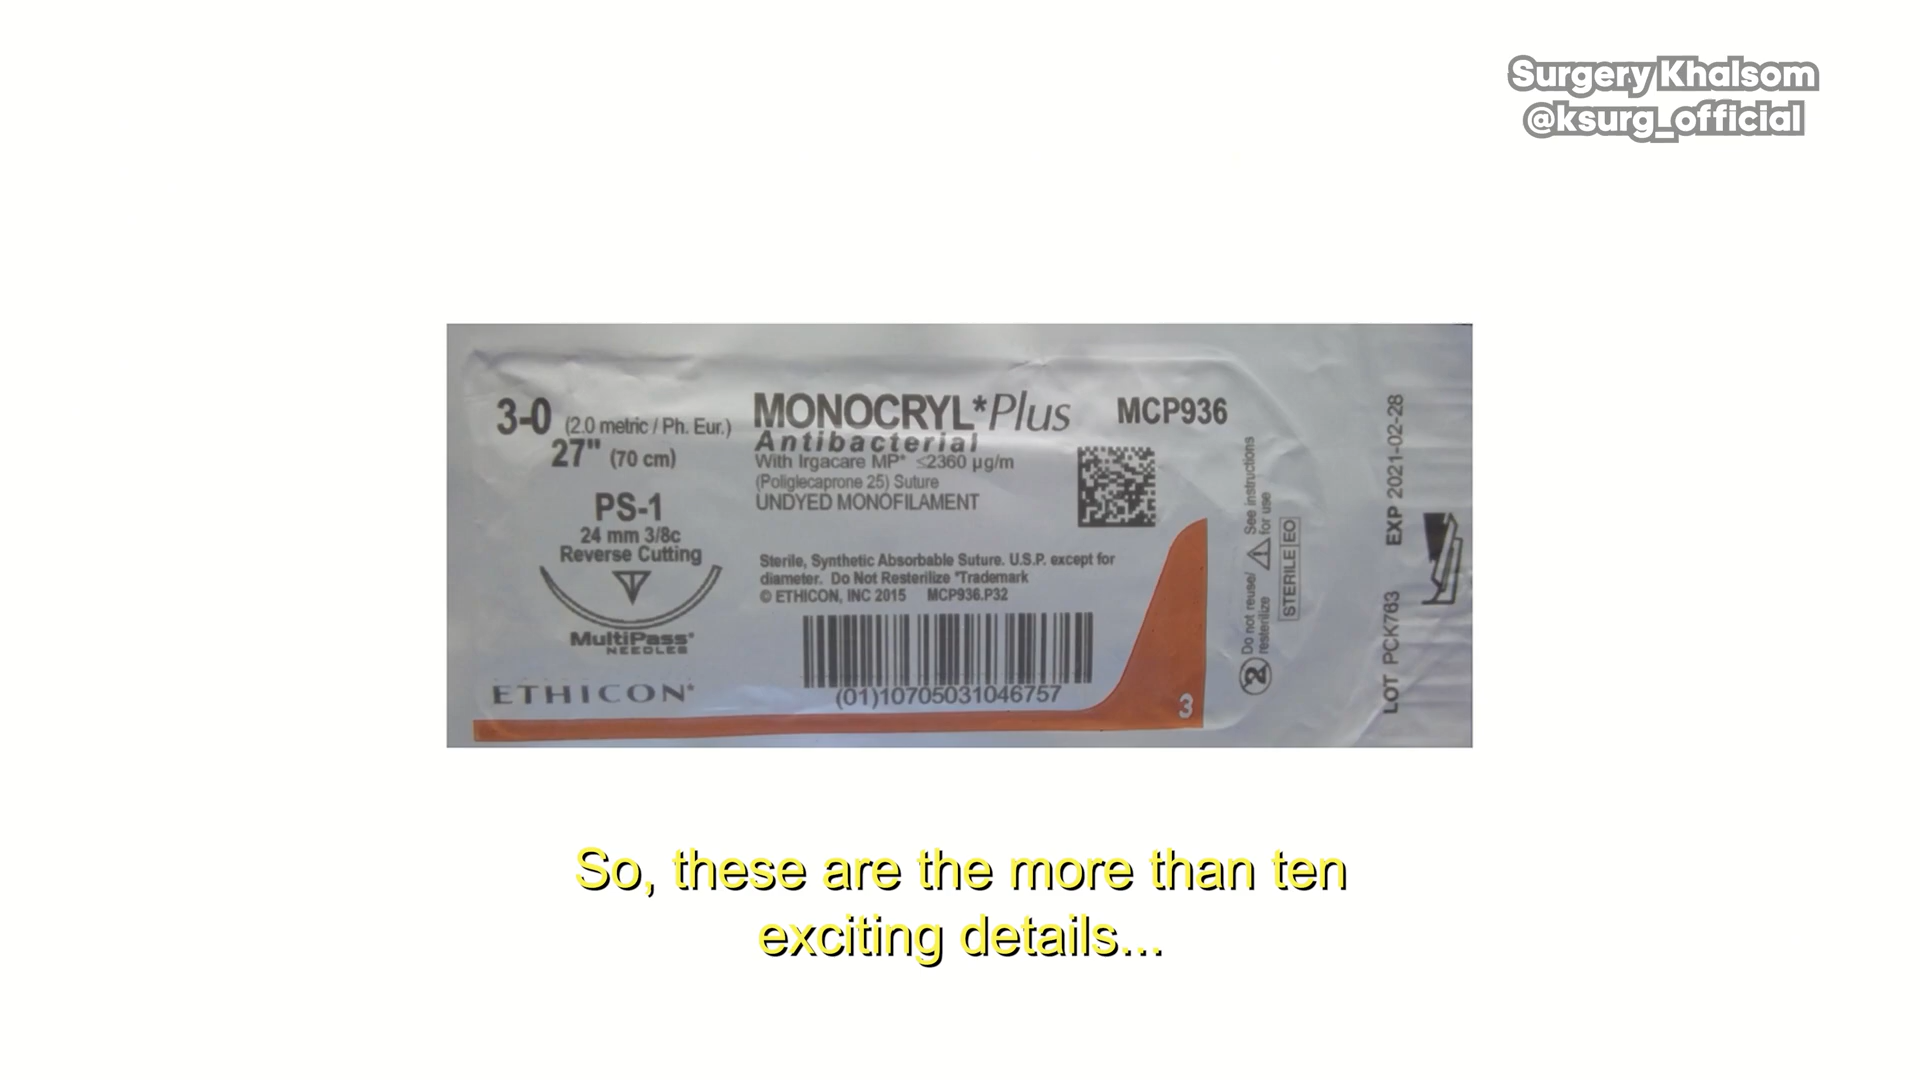 Surgery Khalsom
@ksurg_official
3-0 (2.0 metric / Ph. Eur.)
27" (70 cm)
PS-1
24 mm 3/8c
Reverse Cutting
MultiPass*
NEEDLES
ETHICON*
MONOCRYL*Plus
Antibacterial
With Irgacare MP* ≤2360 µg/m
(Poliglecaprone 25) Suture
UNDYED MONOFILAMENT
MCP936
Sterile, Synthetic Absorbable Suture. U.S.P. except for
diameter. Do Not Resterilize *Trademark
© ETHICON, INC 2015 MCP936.P32
(01)10705031046757
3
2
Do not reuse/
resterilize
See instructions
for use
STERILE EO
LOT PCK763 EXP 2021-02-28
So, these are the more than ten
exciting details...